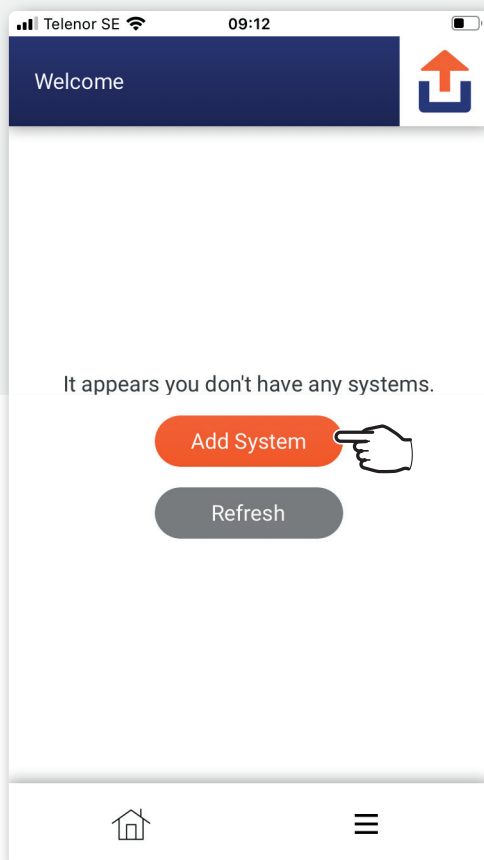 Telenor SE 09:12
Welcome
It appears you don't have any systems.
Add System
Refresh